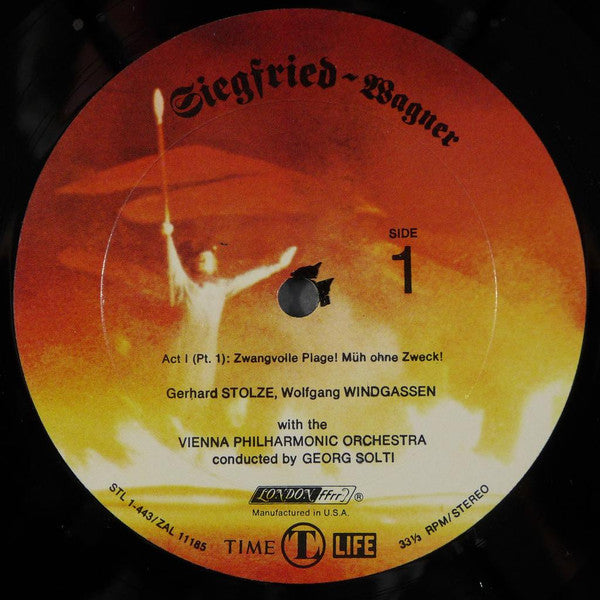 Siegfried ~ Wagner
SIDE
1
Act I (Pt. 1): Zwangvolle Plage! Müh ohne Zweck!
Gerhard STOLZE, Wolfgang WINDGASSEN
with the
VIENNA PHILHARMONIC ORCHESTRA
conducted by GEORG SOLTI
LONDON ffrr ®
Manufactured in U.S.A.
STL 1-443/ZAL 11185
TIME TL LIFE
33⅓ RPM/STEREO